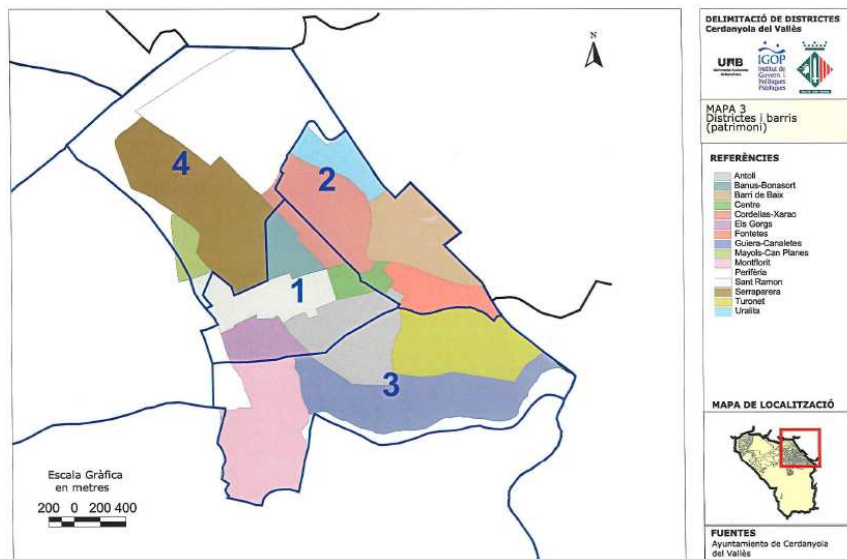 DELIMITACIÓ DE DISTRICTES
Cerdanyola del Vallès
UAB
IGOP
Institut de
Govern i
Polítiques
Públiques
MAPA 3
Districtes i barris
(patrimoni)
REFERÈNCIES
Antoli
Banus-Bonasort
Barri de Baix
Centre
Cordelias-Xarao
Els Gorgs
Fontetes
Guiera-Canaletes
Mayols-Can Planes
Montflorit
Perifèria
Sant Ramon
Serraparera
Turonet
Uralita
MAPA DE LOCALITZACIÓ
FUENTES
Ayuntamiento de Cerdanyola
del Vallès
N
4
2
1
3
Escala Gràfica
en metres
200 0 200 400